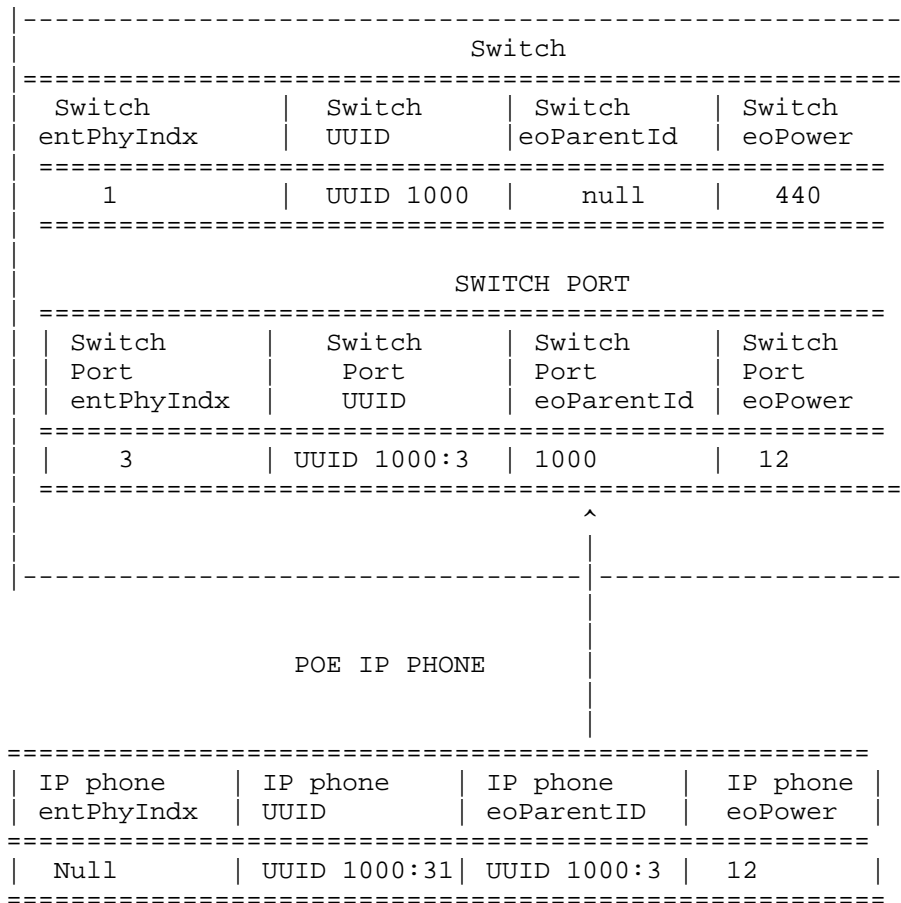 |-------------------------------------------------------
| Switch
|=======================================================
| Switch | Switch | Switch | Switch
| entPhyIndx | UUID |eoParentId | eoPower
| =====================================================
| 1 | UUID 1000 | null | 440
| =====================================================
|
| SWITCH PORT
| =====================================================
| | Switch | Switch | Switch | Switch
| | Port | Port | Port | Port
| | entPhyIndx | UUID | eoParentId | eoPower
| =====================================================
| | 3 | UUID 1000:3 | 1000 | 12
| ======================================================
| ^
| |
|-----------------------------------|-------------------
|
|
POE IP PHONE |
|
|
======================================================
| IP phone | IP phone | IP phone | IP phone |
| entPhyIndx | UUID | eoParentID | eoPower |
======================================================
| Null | UUID 1000:31| UUID 1000:3 | 12 |
=======================================================